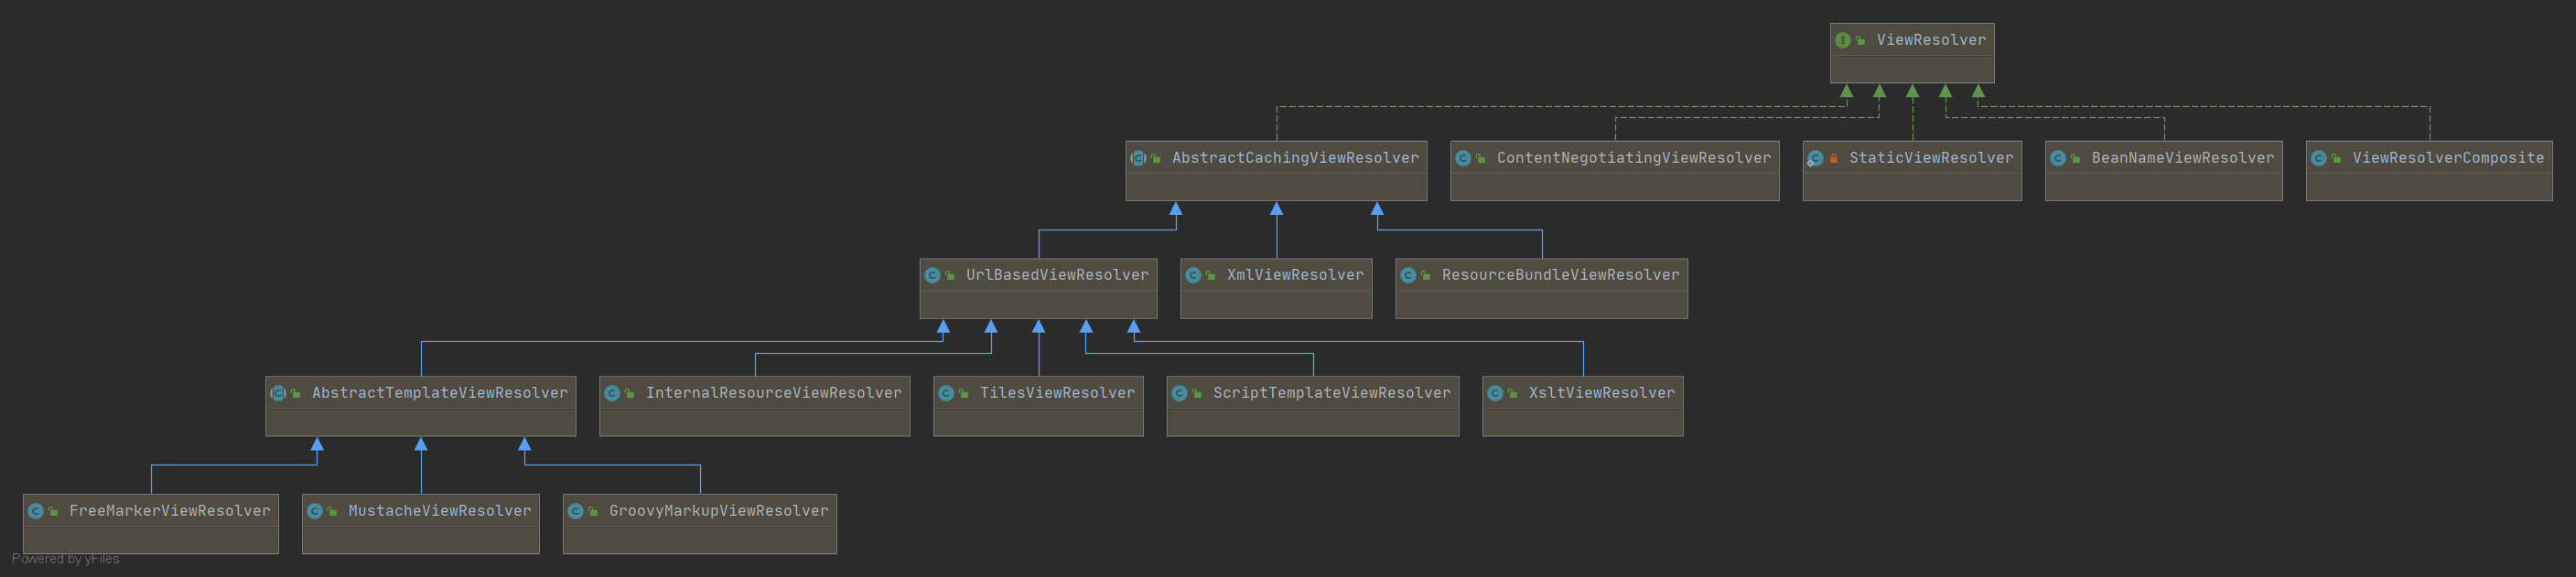 ViewResolver
AbstractCachingViewResolver
ContentNegotiatingViewResolver
StaticViewResolver
BeanNameViewResolver
ViewResolverComposite
UrlBasedViewResolver
XmlViewResolver
ResourceBundleViewResolver
AbstractTemplateViewResolver
InternalResourceViewResolver
TilesViewResolver
ScriptTemplateViewResolver
XsltViewResolver
FreeMarkerViewResolver
MustacheViewResolver
GroovyMarkupViewResolver
Powered by yFiles